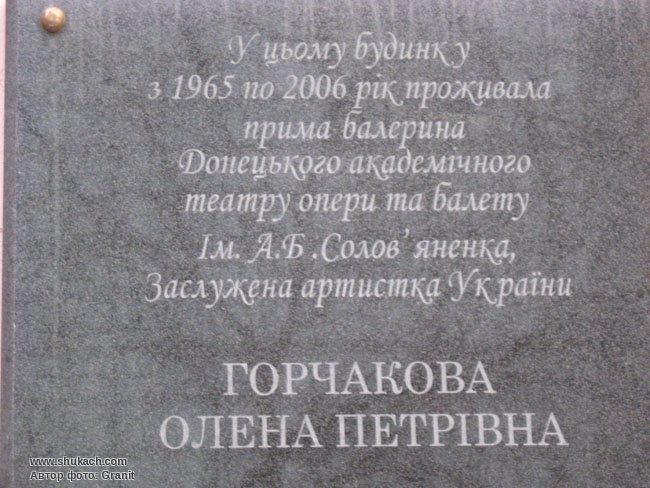 У цьому будинку
з 1965 по 2006 рік проживала
прима балерина
Донецького академічного
театру опери та балету
Ім. А.Б .Солов’яненка,
Заслужена артистка України
ГОРЧАКОВА
ОЛЕНА ПЕТРІВНА
www.shukach.com
Автор фото: Granit